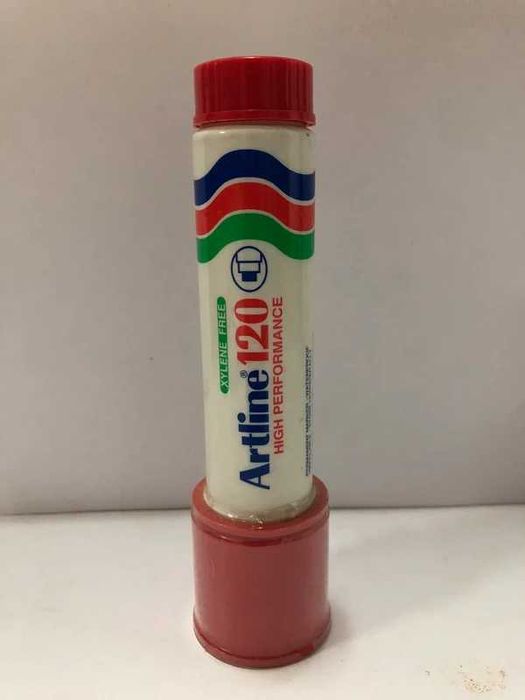 XYLENE FREE
Artline® 120
HIGH PERFORMANCE